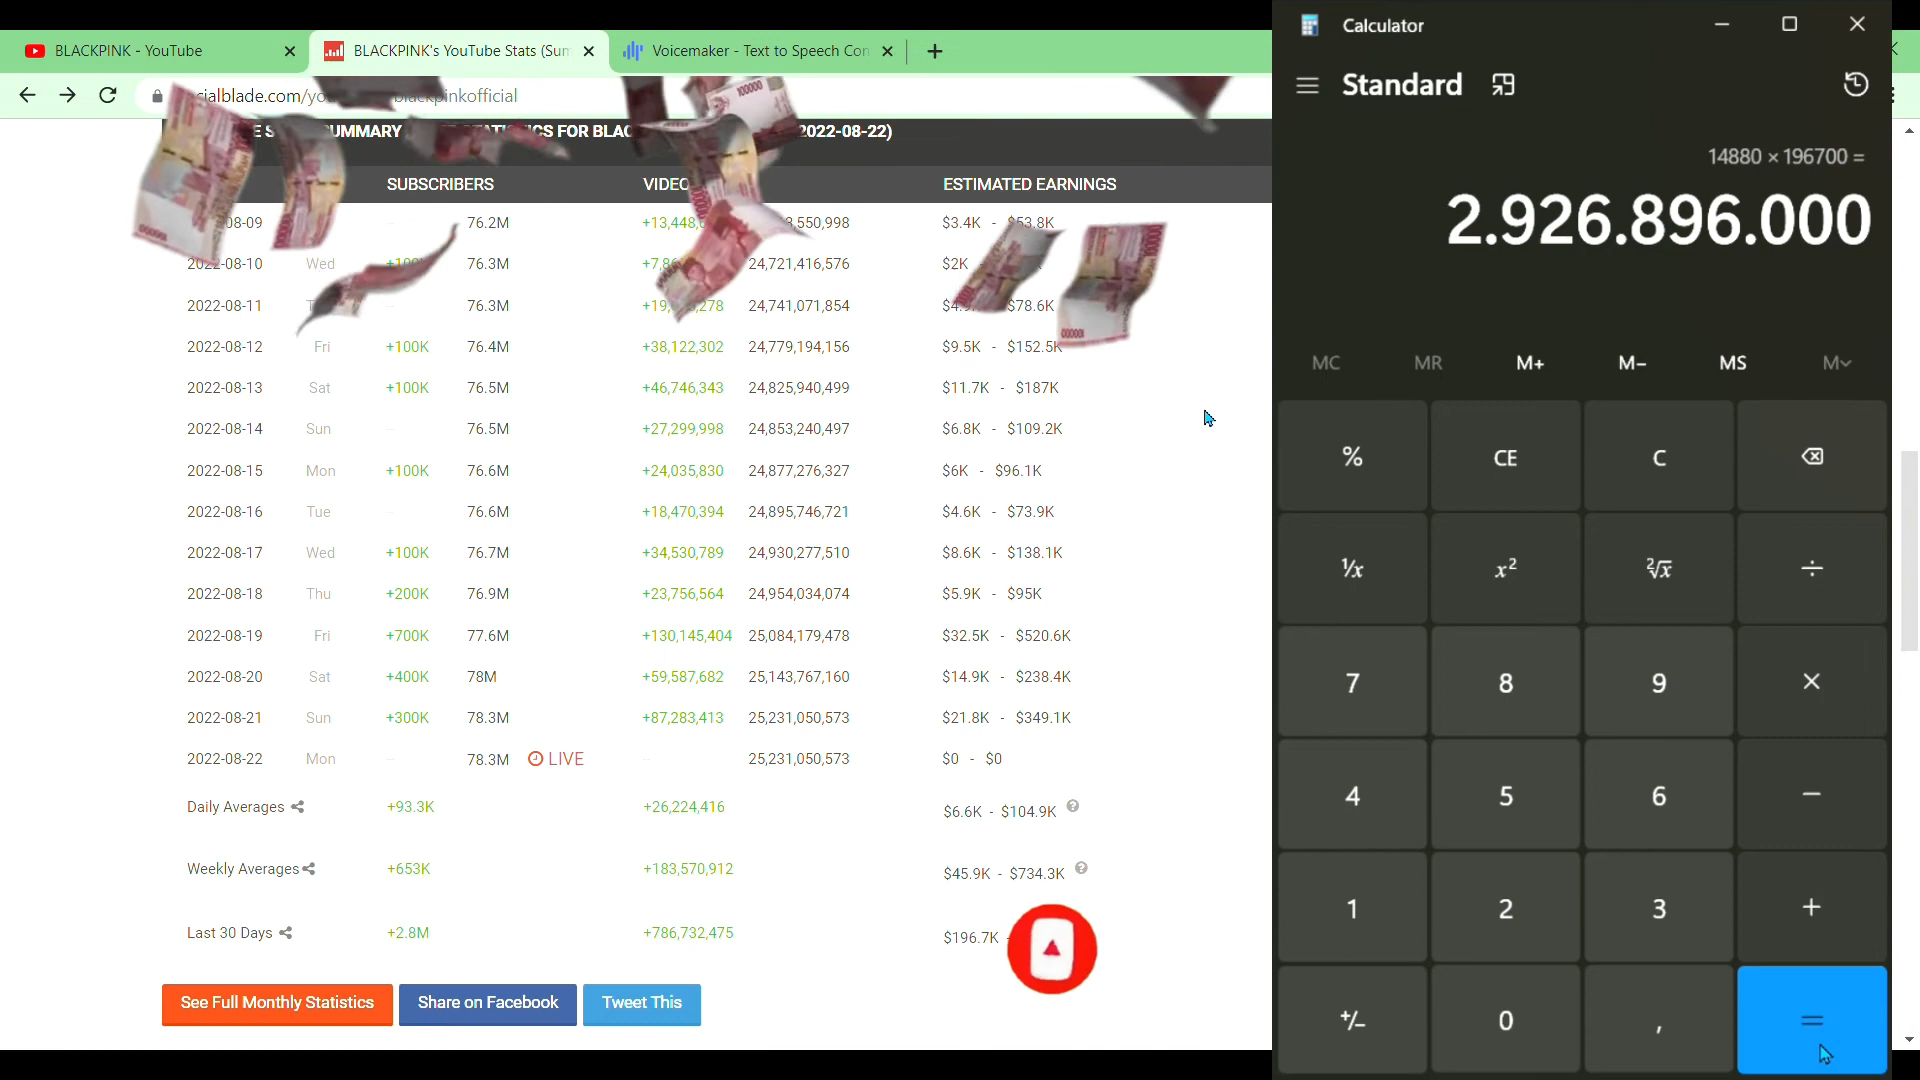 BLACKPINK - YouTube
BLACKPINK's YouTube Stats (Sum
Voicemaker - Text to Speech Con
blackpinkofficial
SUBSCRIBERS
ESTIMATED EARNINGS
08-09 76.2M $3.4K - $53.8K
2022-08-10 Wed 76.3M 24,721,416,576 $2K
2022-08-11 76.3M 24,741,071,854 $78.6K
2022-08-12 Fri +100K 76.4M +38,122,302 24,779,194,156 $9.5K - $152.5K
2022-08-13 Sat +100K 76.5M +46,746,343 24,825,940,499 $11.7K - $187K
2022-08-14 Sun -- 76.5M +27,299,998 24,853,240,497 $6.8K - $109.2K
2022-08-15 Mon +100K 76.6M +24,035,830 24,877,276,327 $6K - $96.1K
2022-08-16 Tue -- 76.6M +18,470,394 24,895,746,721 $4.6K - $73.9K
2022-08-17 Wed +100K 76.7M +34,530,789 24,930,277,510 $8.6K - $138.1K
2022-08-18 Thu +200K 76.9M +23,756,564 24,954,034,074 $5.9K - $95K
2022-08-19 Fri +700K 77.6M +130,145,404 25,084,179,478 $32.5K - $520.6K
2022-08-20 Sat +400K 78M +59,587,682 25,143,767,160 $14.9K - $238.4K
2022-08-21 Sun +300K 78.3M +87,283,413 25,231,050,573 $21.8K - $349.1K
2022-08-22 Mon -- 78.3M LIVE -- 25,231,050,573 $0 - $0
Daily Averages +93.3K +26,224,416 $6.6K - $104.9K
Weekly Averages +653K +183,570,912 $45.9K - $734.3K
Last 30 Days +2.8M +786,732,475 $196.7K -
See Full Monthly Statistics
Share on Facebook
Tweet This
Calculator
Standard
14880 × 196700 =
2.926.896.000
MC MR M+ M− MS M
% CE C
¹/x x² ²√x ÷
7 8 9 ×
4 5 6 −
1 2 3 +
+/− 0 , =